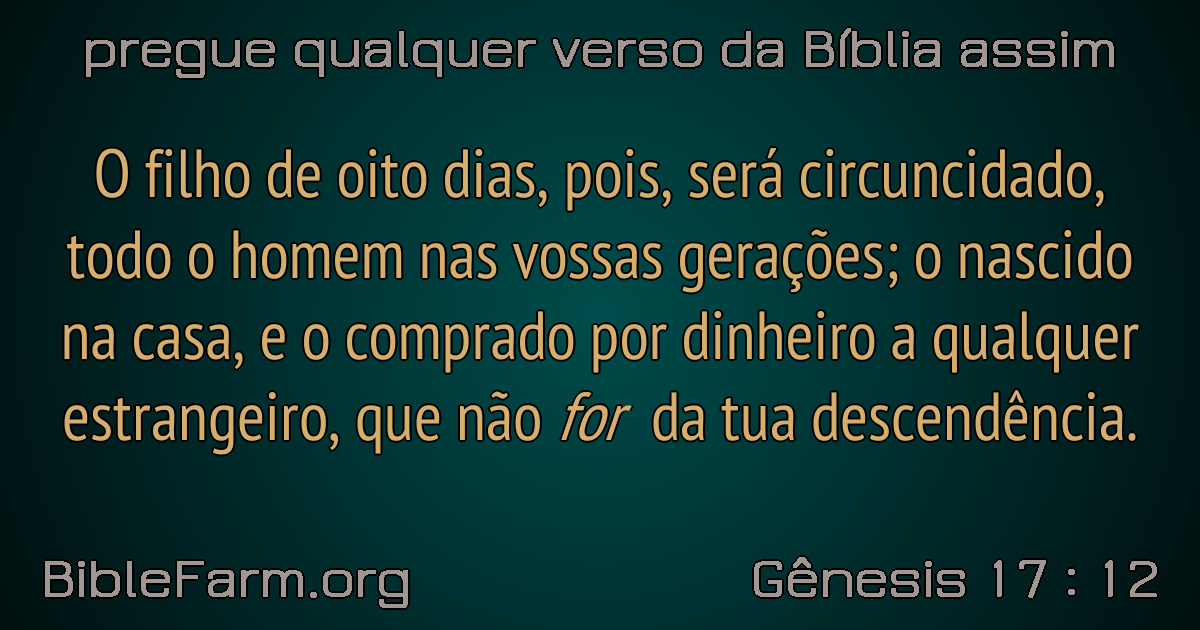 pregue qualquer verso da Bíblia assim
O filho de oito dias, pois, será circuncidado,
todo o homem nas vossas gerações; o nascido
na casa, e o comprado por dinheiro a qualquer
estrangeiro, que não for da tua descendência.
BibleFarm.org
Gênesis 17 : 12